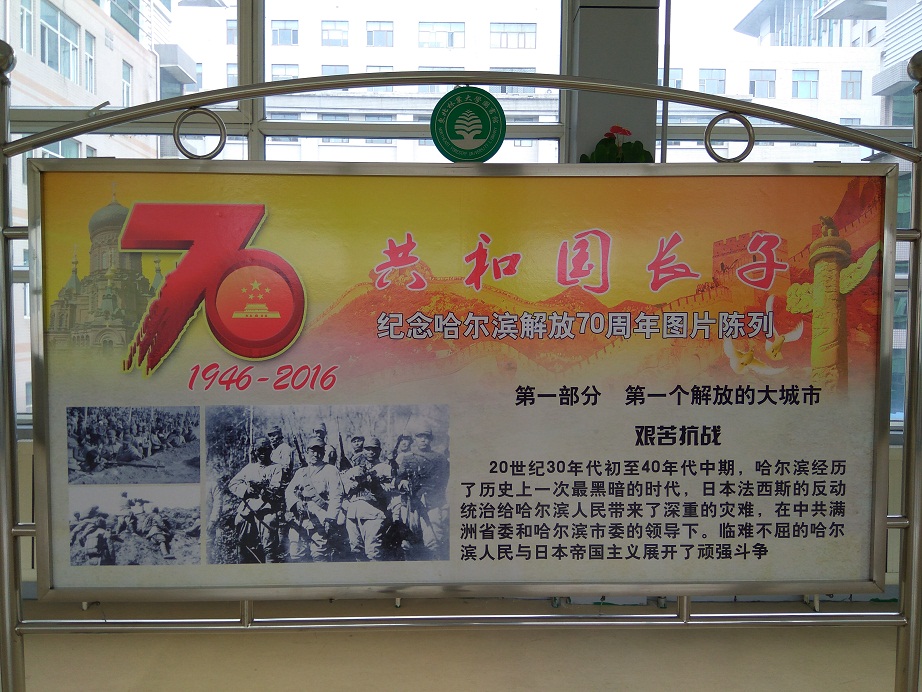 70
共和国长子
纪念哈尔滨解放70周年图片陈列
1946-2016
第一部分 第一个解放的大城市
艰苦抗战
20世纪30年代初至40年代中期，哈尔滨经历
了历史上一次最黑暗的时代，日本法西斯的反动
统治给哈尔滨人民带来了深重的灾难，在中共满
洲省委和哈尔滨市委的领导下。临难不屈的哈尔
滨人民与日本帝国主义展开了顽强斗争